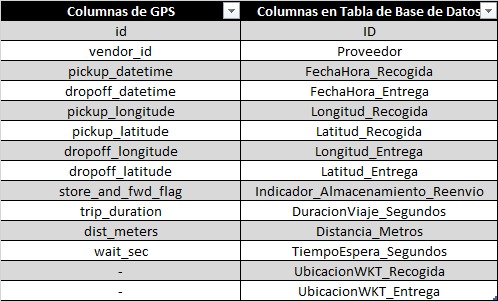 Columnas de GPS Columnas en Tabla de Base de Datos
id ID
vendor_id Proveedor
pickup_datetime FechaHora_Recogida
dropoff_datetime FechaHora_Entrega
pickup_longitude Longitud_Recogida
pickup_latitude Latitud_Recogida
dropoff_longitude Longitud_Entrega
dropoff_latitude Latitud_Entrega
store_and_fwd_flag Indicador_Almacenamiento_Reenvio
trip_duration DuracionViaje_Segundos
dist_meters Distancia_Metros
wait_sec TiempoEspera_Segundos
- UbicacionWKT_Recogida
- UbicacionWKT_Entrega